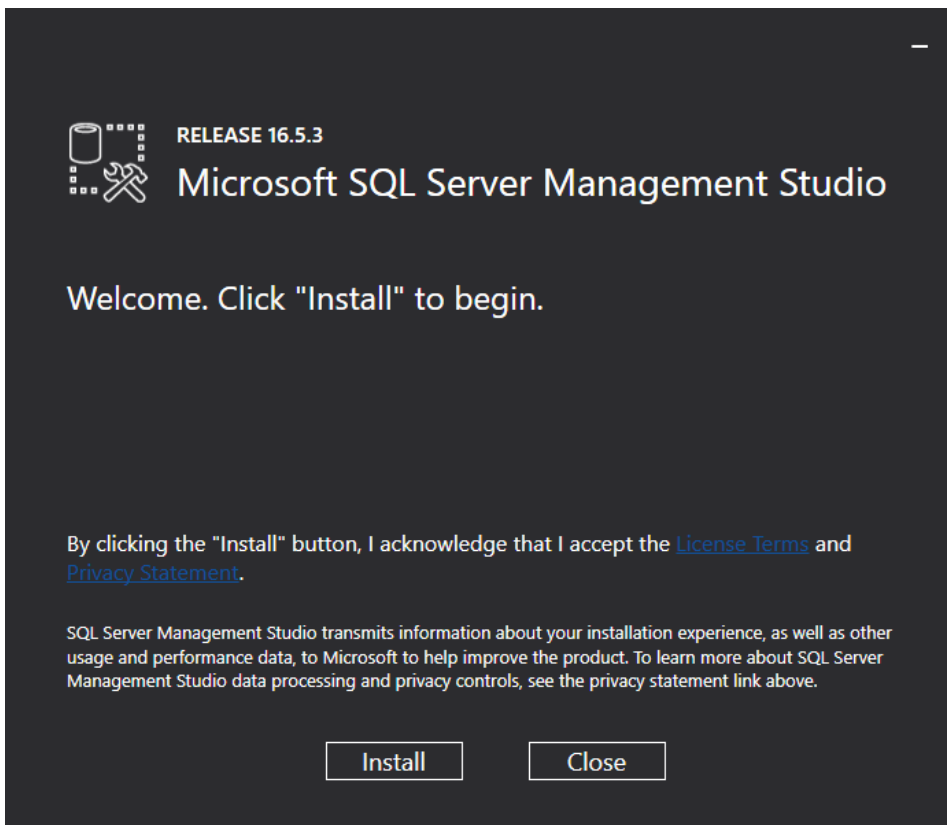 RELEASE 16.5.3
Microsoft SQL Server Management Studio
Welcome. Click "Install" to begin.
By clicking the "Install" button, I acknowledge that I accept the License Terms and
Privacy Statement.
SQL Server Management Studio transmits information about your installation experience, as well as other
usage and performance data, to Microsoft to help improve the product. To learn more about SQL Server
Management Studio data processing and privacy controls, see the privacy statement link above.
Install Close